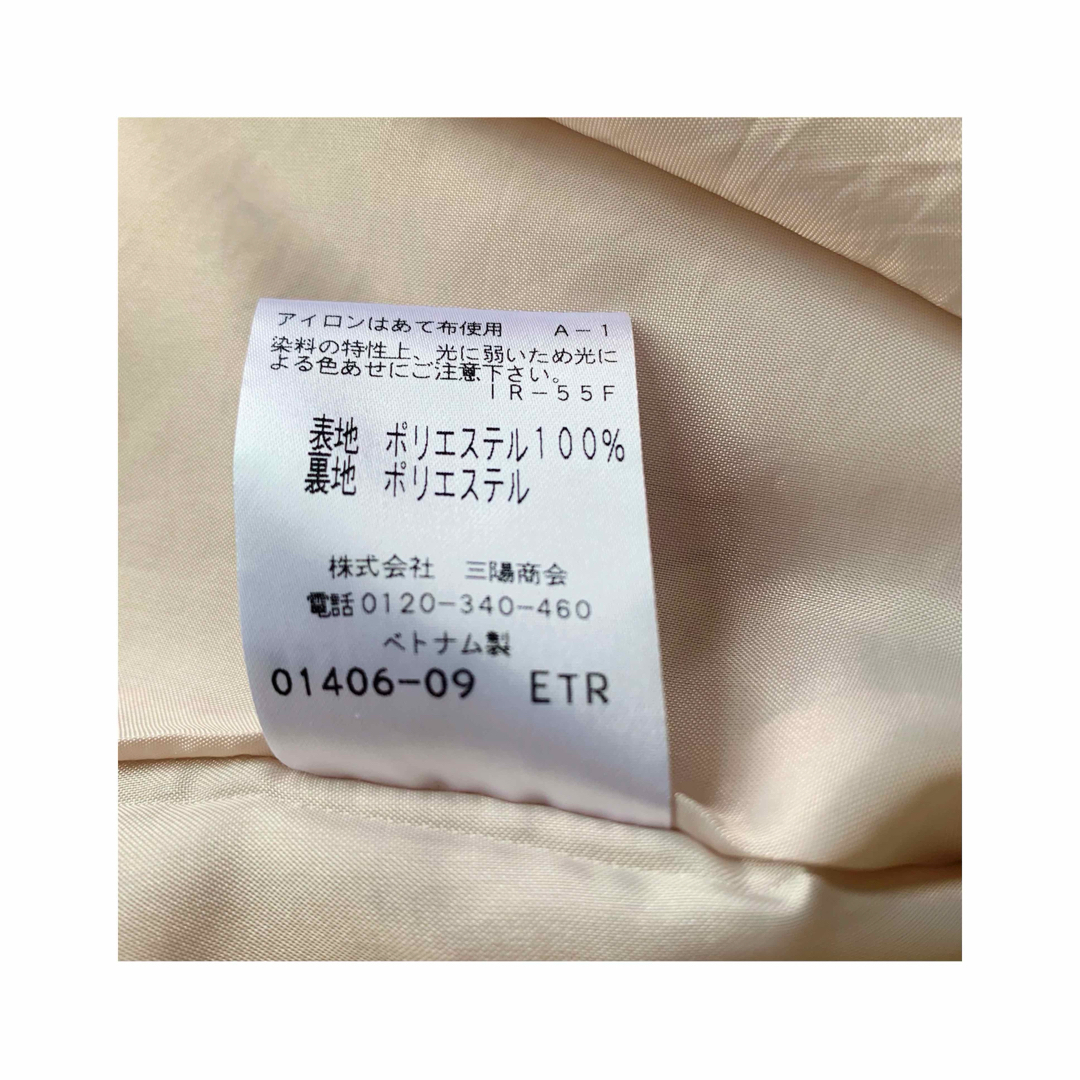 アイロンはあて布使用 A-1
染料の特性上、光に弱いため光に
よる色あせにご注意下さい。
IR-55F
表地 ポリエステル100%
裏地 ポリエステル
株式会社 三陽商会
電話0120-340-460
ベトナム製
01406-09 ETR